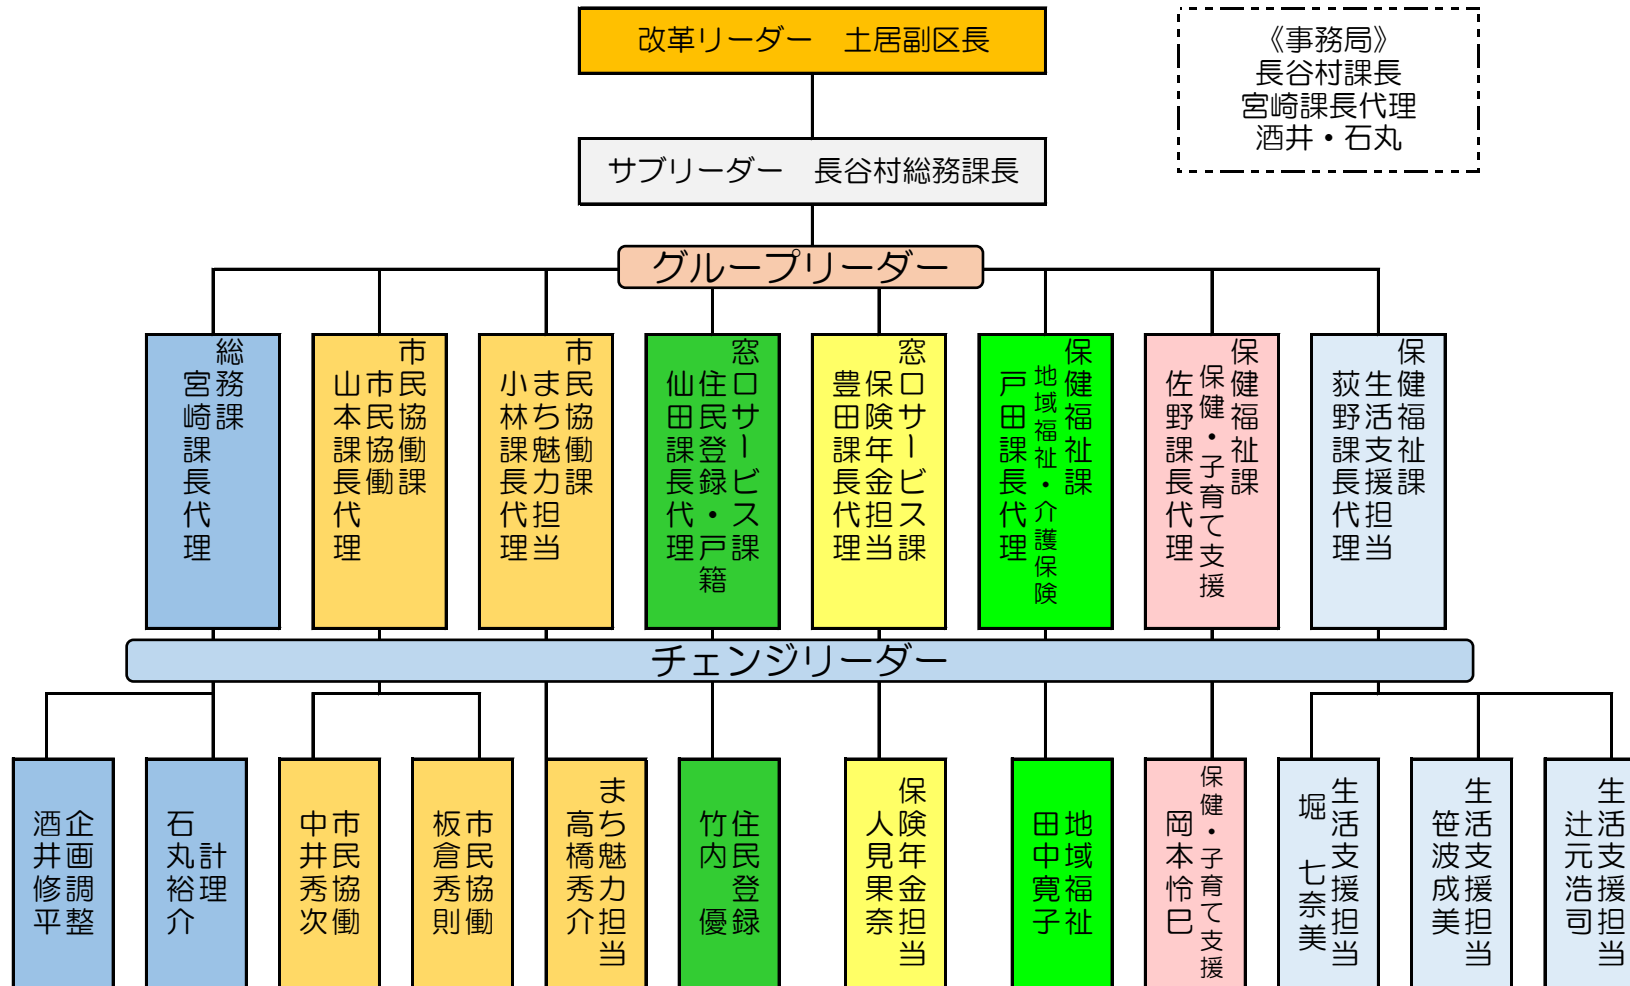 改革リーダー　土居副区長
《事務局》
長谷村課長
宮崎課長代理
酒井・石丸
サブリーダー　長谷村総務課長
グループリーダー
総務課
宮崎課長代理
市民協働課
市民協働
山本課長代理
市民協働課
まち魅力担当
小林課長代理
窓口サービス課
住民登録・戸籍
仙田課長代理
窓口サービス課
保険年金担当
豊田課長代理
保健福祉課
地域福祉・介護保険
戸田課長代理
保健福祉課
保健・子育て支援
佐野課長代理
保健福祉課
生活支援担当
荻野課長代理
チェンジリーダー
企画調整
酒井修平
計理
石丸裕介
市民協働
中井秀次
市民協働
板倉秀則
まち魅力担当
高橋秀介
住民登録
竹内　優
保険年金担当
人見果奈
地域福祉
田中寛子
保健・子育て支援
岡本怜巳
生活支援担当
堀　七奈美
生活支援担当
笹波成美
生活支援担当
辻元浩司